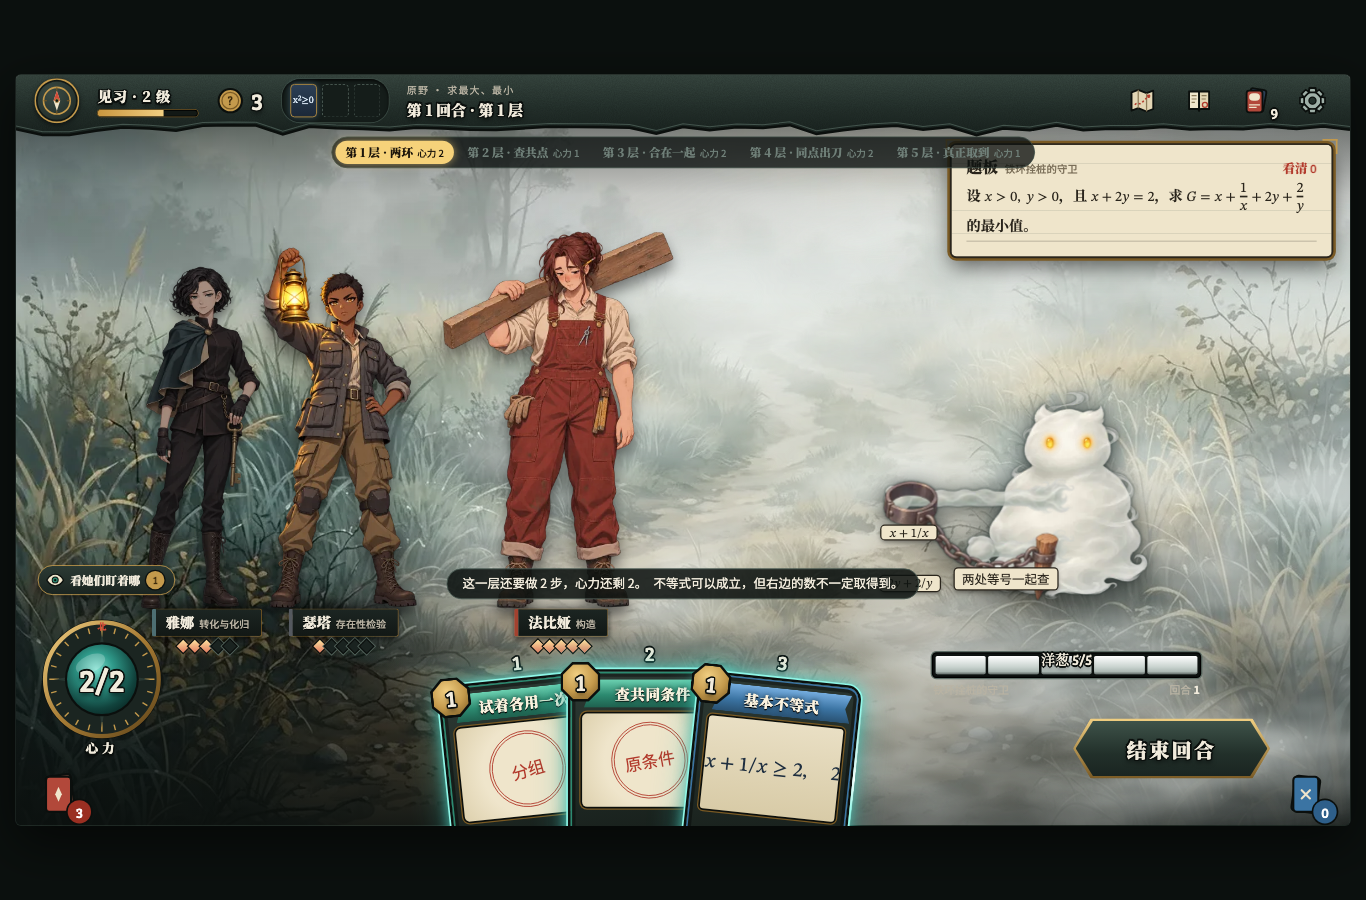 见习·2 级
3
x²≥0
原野 · 求最大、最小
第1回合·第1层
9
第1层·两环 心力2
第2层·查共点 心力1
第3层·合在一起 心力2
第4层·同点出刀 心力2
第5层·真正取到 心力1
题板 铁环拴桩的守卫
看清 0
设 x > 0, y > 0, 且 x + 2y = 2, 求 G = x + 1/x + 2y + 2/y
的最小值。
x + 1/x
+ 2/y
两处等号一起查
看她们盯着哪 1
这一层还要做 2 步，心力还剩 2。 不等式可以成立，但右边的数不一定取得到。
雅娜 转化与化归
瑟塔 存在性检验
法比娅 构造
2/2
心力
3
1
2
3
1
试着各用一次
分组
1
查共同条件
原条件
1
基本不等式
x + 1/x ≥ 2, 2
洋葱 5/5
回合 1
结束回合
0